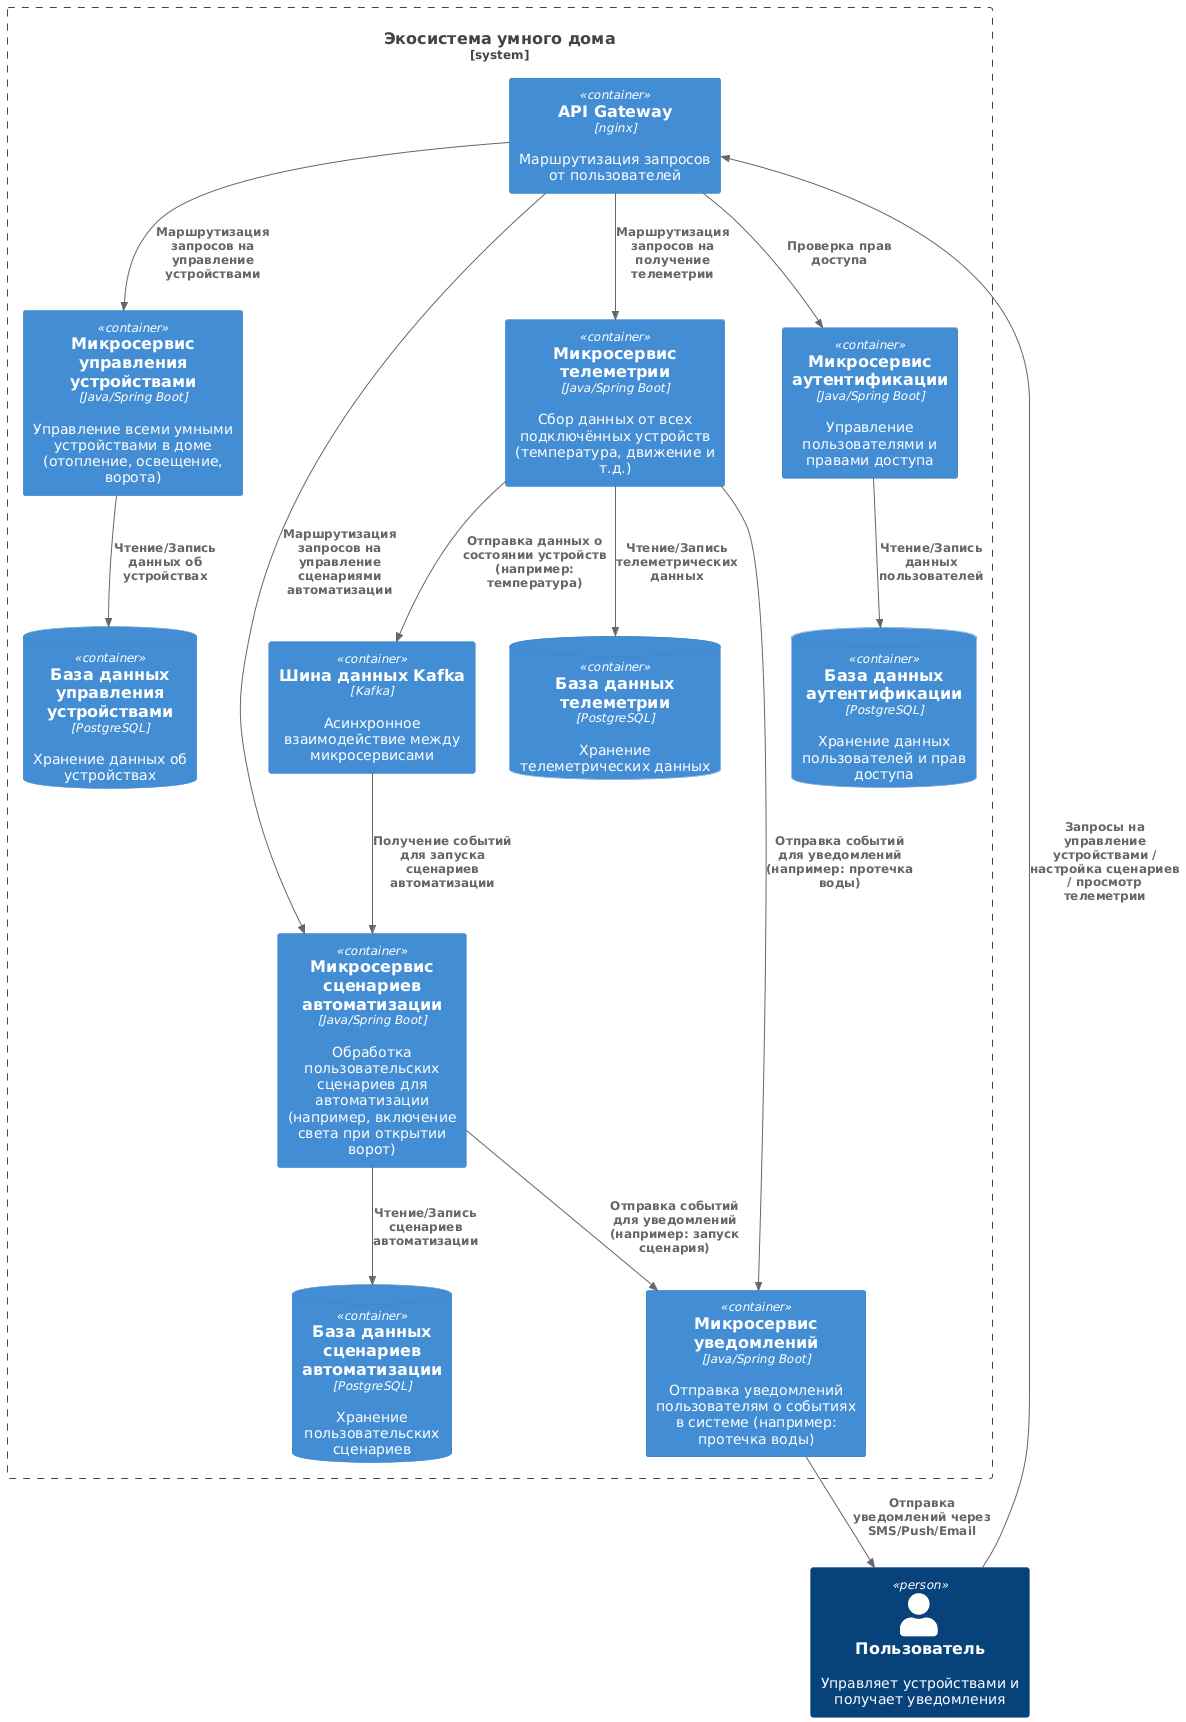 Экосистема умного дома
[system]
«container»
API Gateway
[nginx]
Маршрутизация запросов
от пользователей
Маршрутизация
запросов на
управление
устройствами
Маршрутизация
запросов на
получение
телеметрии
Проверка прав
доступа
«container»
Микросервис
управления
устройствами
[Java/Spring Boot]
Управление всеми умными
устройствами в доме
(отопление, освещение,
ворота)
«container»
Микросервис
телеметрии
[Java/Spring Boot]
Сбор данных от всех
подключённых устройств
(температура, движение и
т.д.)
«container»
Микросервис
аутентификации
[Java/Spring Boot]
Управление
пользователями и
правами доступа
Чтение/Запись
данных об
устройствах
Маршрутизация
запросов на
управление
сценариями
автоматизации
Отправка данных о
состоянии устройств
(например:
температура)
Чтение/Запись
телеметрических
данных
Чтение/Запись
данных
пользователей
«container»
База данных
управления
устройствами
[PostgreSQL]
Хранение данных об
устройствах
«container»
Шина данных Kafka
[Kafka]
Асинхронное
взаимодействие между
микросервисами
«container»
База данных
телеметрии
[PostgreSQL]
Хранение
телеметрических данных
«container»
База данных
аутентификации
[PostgreSQL]
Хранение данных
пользователей и прав
доступа
Получение событий
для запуска
сценариев
автоматизации
Отправка событий
для уведомлений
(например: протечка
воды)
Запросы на
управление
устройствами /
настройка сценариев
/ просмотр
телеметрии
«container»
Микросервис
сценариев
автоматизации
[Java/Spring Boot]
Обработка
пользовательских
сценариев для
автоматизации
(например, включение
света при открытии
ворот)
Чтение/Запись
сценариев
автоматизации
Отправка событий
для уведомлений
(например: запуск
сценария)
«container»
База данных
сценариев
автоматизации
[PostgreSQL]
Хранение
пользовательских
сценариев
«container»
Микросервис
уведомлений
[Java/Spring Boot]
Отправка уведомлений
пользователям о событиях
в системе (например:
протечка воды)
Отправка
уведомлений через
SMS/Push/Email
«person»
Пользователь
Управляет устройствами и
получает уведомления